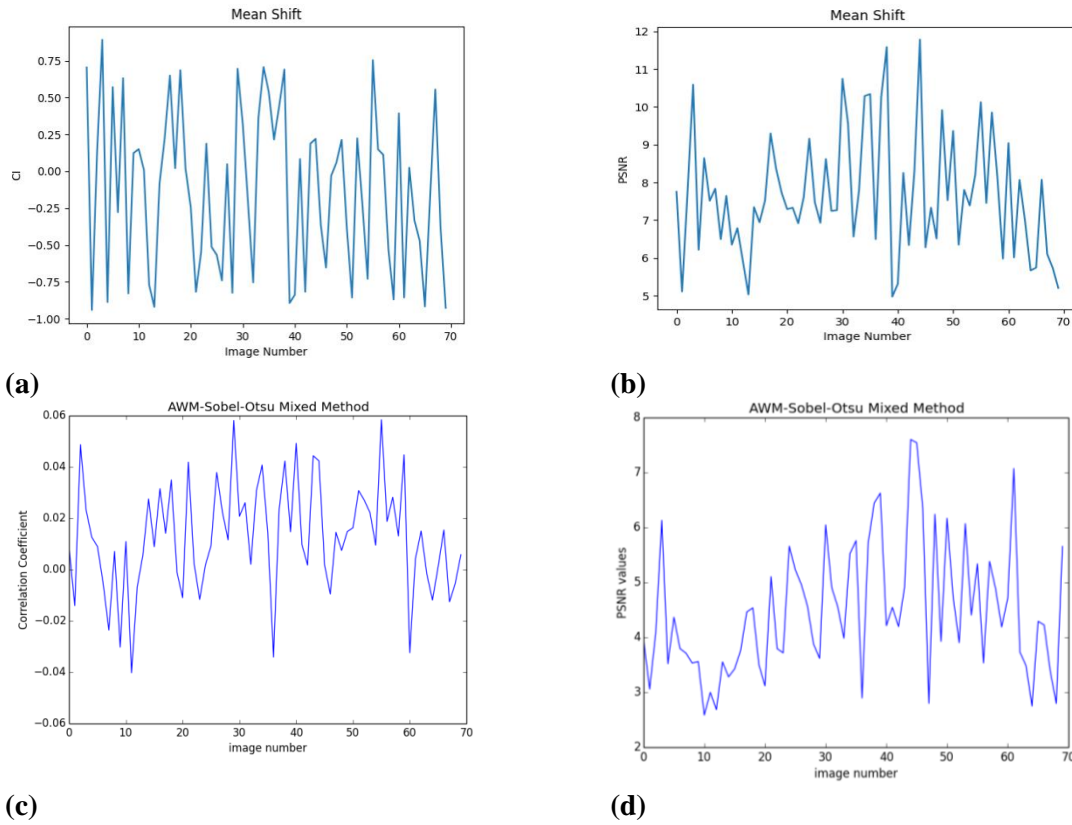 Mean Shift
CI
0.75
0.50
0.25
0.00
−0.25
−0.50
−0.75
−1.00
0 10 20 30 40 50 60 70
Image Number
(a)
Mean Shift
PSNR
12
11
10
9
8
7
6
5
0 10 20 30 40 50 60 70
Image Number
(b)
AWM-Sobel-Otsu Mixed Method
Correlation Coefficient
0.06
0.04
0.02
0.00
−0.02
−0.04
−0.06
0 10 20 30 40 50 60 70
image number
(c)
AWM-Sobel-Otsu Mixed Method
PSNR values
8
7
6
5
4
3
2
0 10 20 30 40 50 60 70
image number
(d)